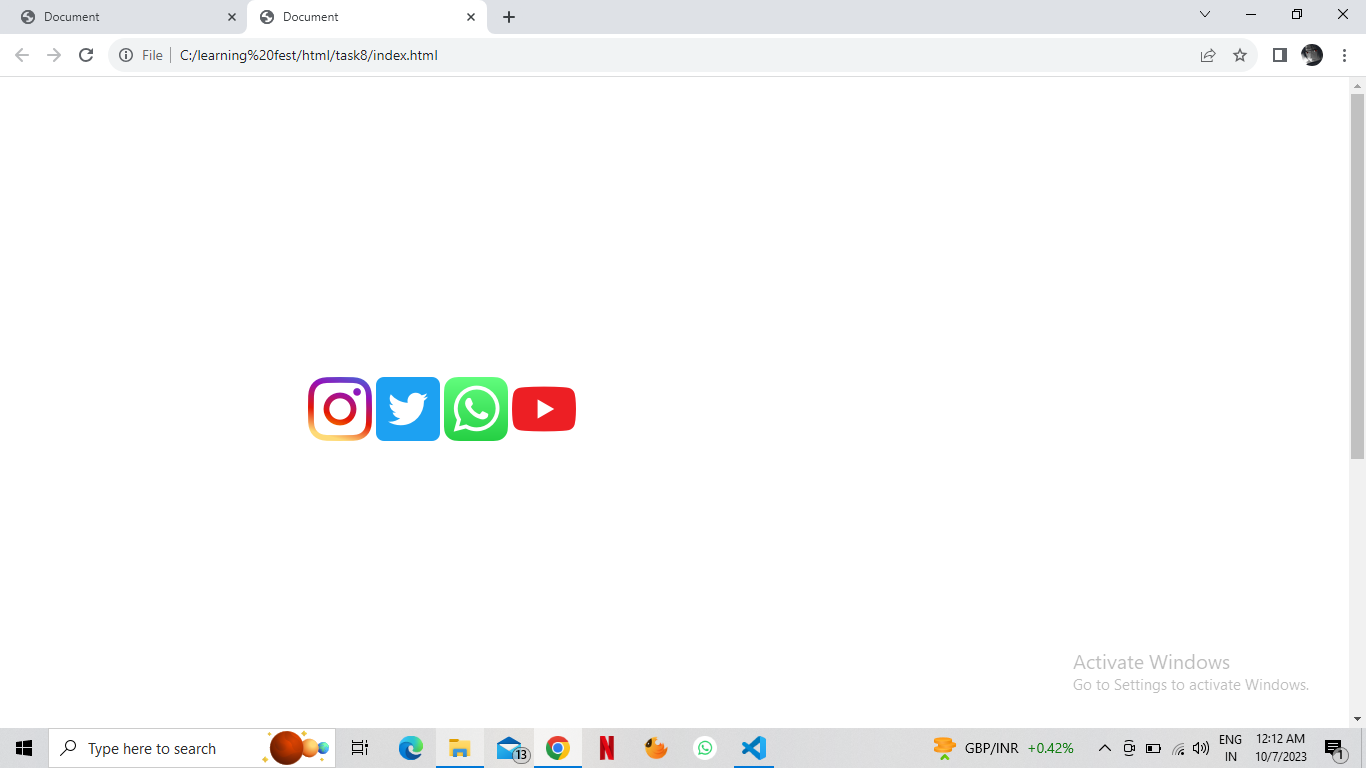 Document
Document
File
C:/learning%20fest/html/task8/index.html
Activate Windows
Go to Settings to activate Windows.
Type here to search
13
N
GBP/INR +0.42%
ENG
IN
12:12 AM
10/7/2023
1